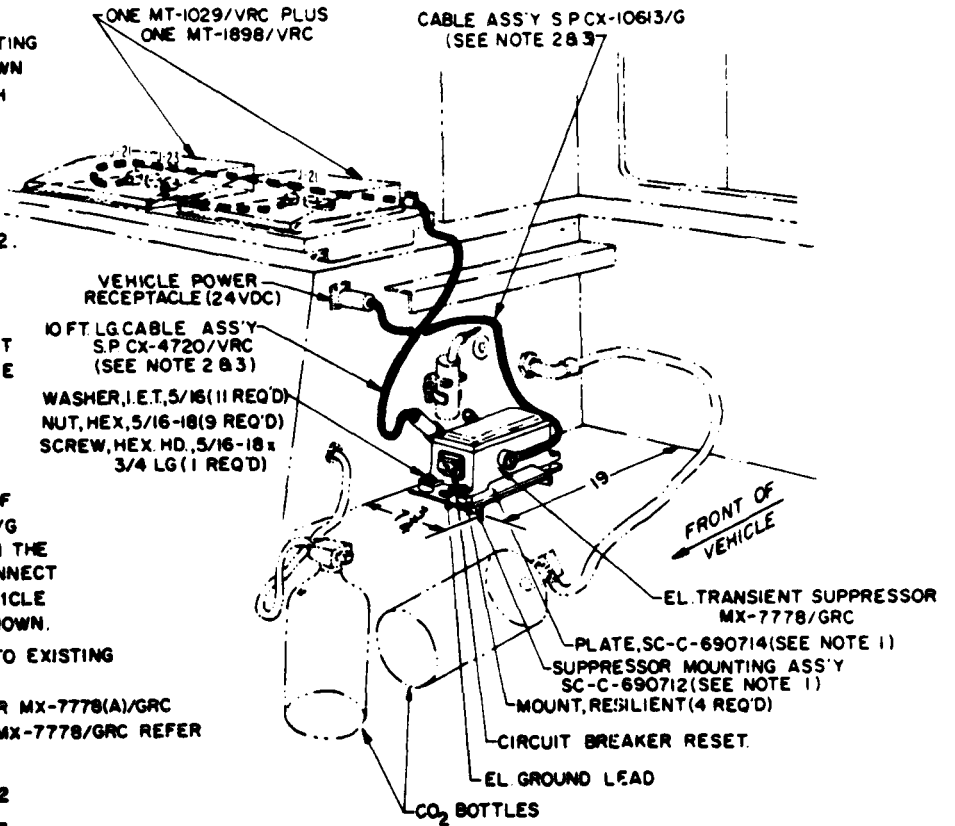 ONE MT-1029/VRC PLUS
ONE MT-1898/VRC
CABLE ASS'Y S.P. CX-10613/G
(SEE NOTE 2&3)
TING
WN
H
J-21
J-23
J-21
2.
VEHICLE POWER
RECEPTACLE (24VDC)
10 FT. LG. CABLE ASS'Y
S.P. CX-4720/VRC
(SEE NOTE 2&3)
T
E
WASHER, I.E.T., 5/16 (11 REQ'D)
NUT, HEX, 5/16-18 (9 REQ'D)
SCREW, HEX. HD., 5/16-18 x
3/4 LG (1 REQ'D)
19
FRONT OF
VEHICLE
F
/G
N THE
NNECT
ICLE
OWN.
TO EXISTING
R MX-7778(A)/GRC
MX-7778/GRC REFER
2
EL. TRANSIENT SUPPRESSOR
MX-7778/GRC
PLATE, SC-C-690714 (SEE NOTE 1)
SUPPRESSOR MOUNTING ASS'Y
SC-C-690712 (SEE NOTE 1)
MOUNT, RESILIENT (4 REQ'D)
CIRCUIT BREAKER RESET.
EL. GROUND LEAD
CO2 BOTTLES